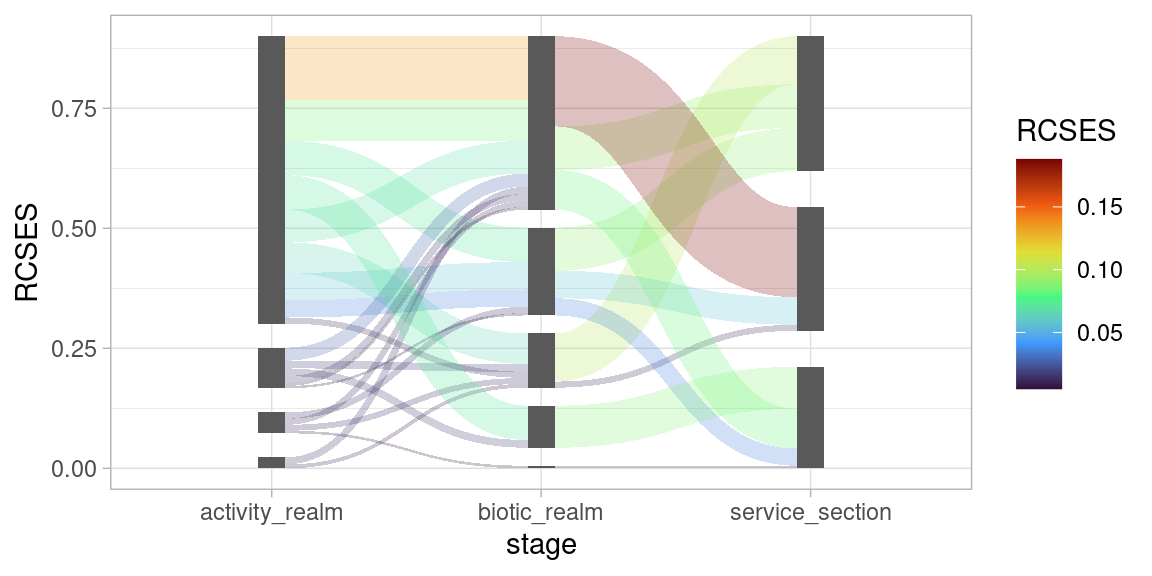 RCSES
0.75
0.50
0.25
0.00
activity_realm
biotic_realm
service_section
stage
RCSES
0.15
0.10
0.05